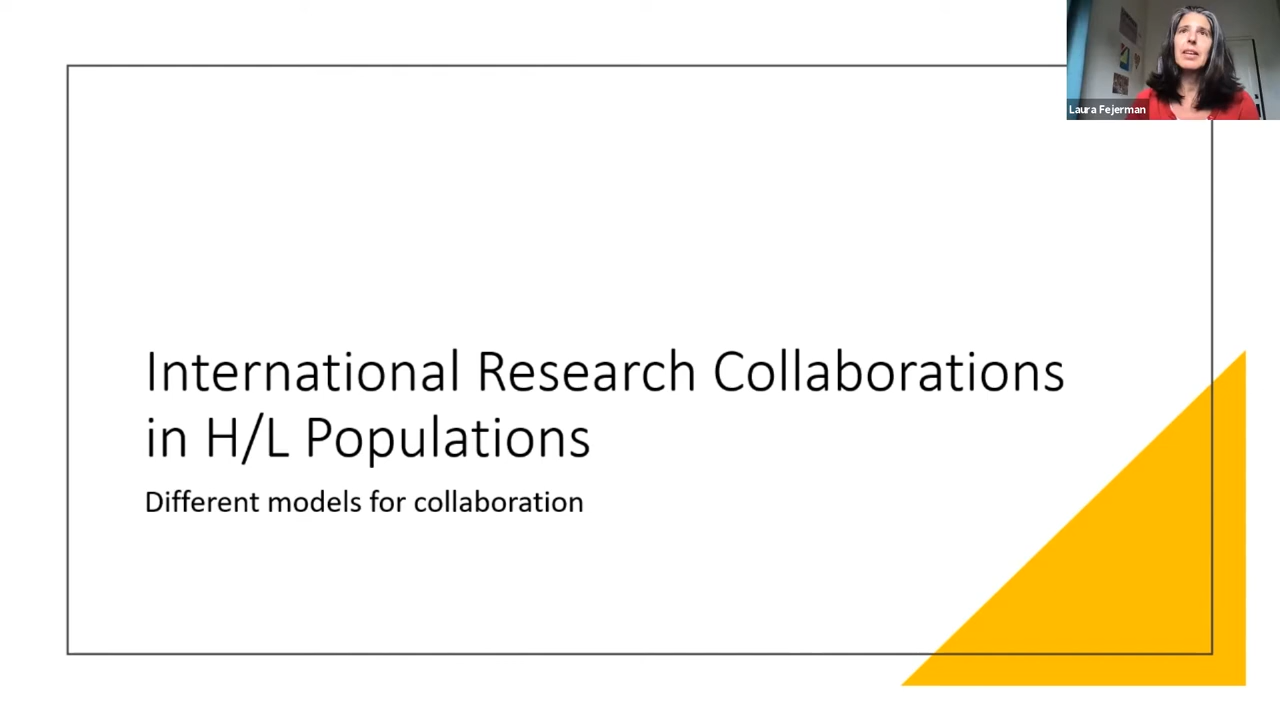 Laura Fejerman
International Research Collaborations
in H/L Populations
Different models for collaboration